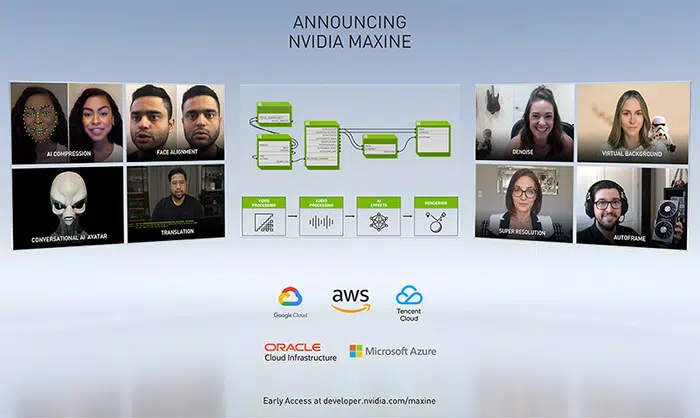 ANNOUNCING
NVIDIA MAXINE
AI COMPRESSION
FACE ALIGNMENT
CONVERSATIONAL AI AVATAR
TRANSLATION
VIDEO
PROCESSING
AUDIO
PROCESSING
AI
EFFECTS
RENDERING
DENOISE
VIRTUAL BACKGROUND
SUPER RESOLUTION
AUTOFRAME
Google Cloud
aws
Tencent
Cloud
ORACLE
Cloud Infrastructure
Microsoft Azure
Early Access at developer.nvidia.com/maxine